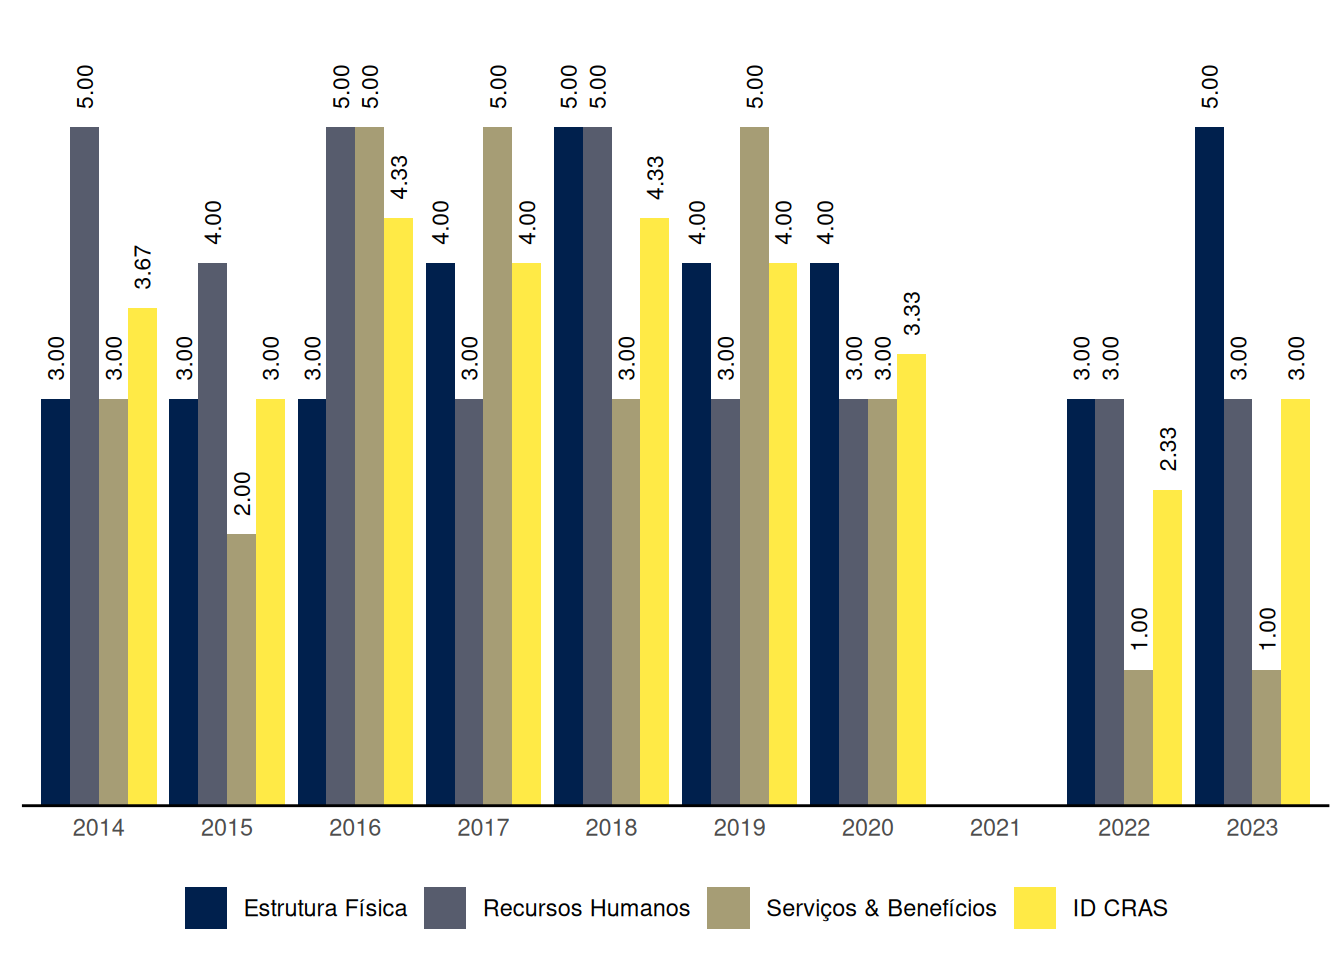 3.00 5.00 3.00 3.67
3.00 4.00 2.00 3.00
3.00 5.00 5.00 4.33
4.00 3.00 5.00 4.00
5.00 5.00 3.00 4.33
4.00 3.00 5.00 4.00
4.00 3.00 3.00 3.33
3.00 3.00 1.00 2.33
5.00 3.00 1.00 3.00
2014 2015 2016 2017 2018 2019 2020 2021 2022 2023
Estrutura Física Recursos Humanos Serviços & Benefícios ID CRAS